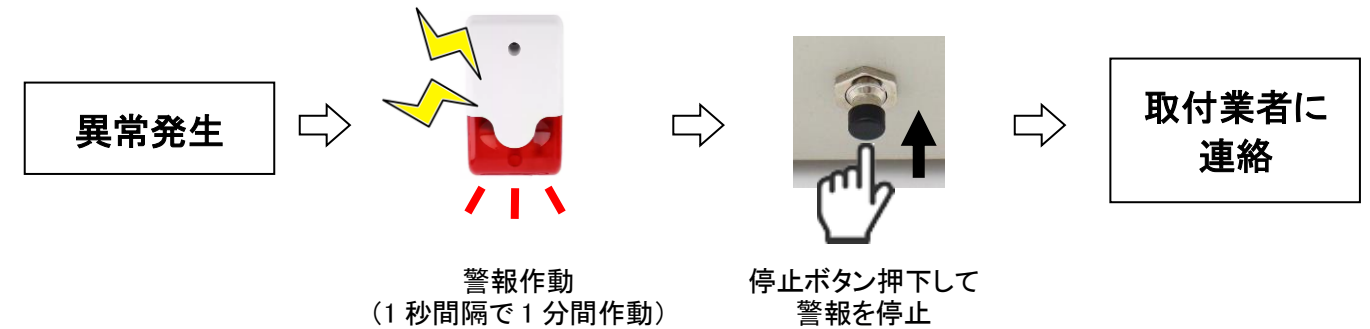 異常発生
警報作動
（1 秒間隔で 1 分間作動）
停止ボタン押下して
警報を停止
取付業者に
連絡